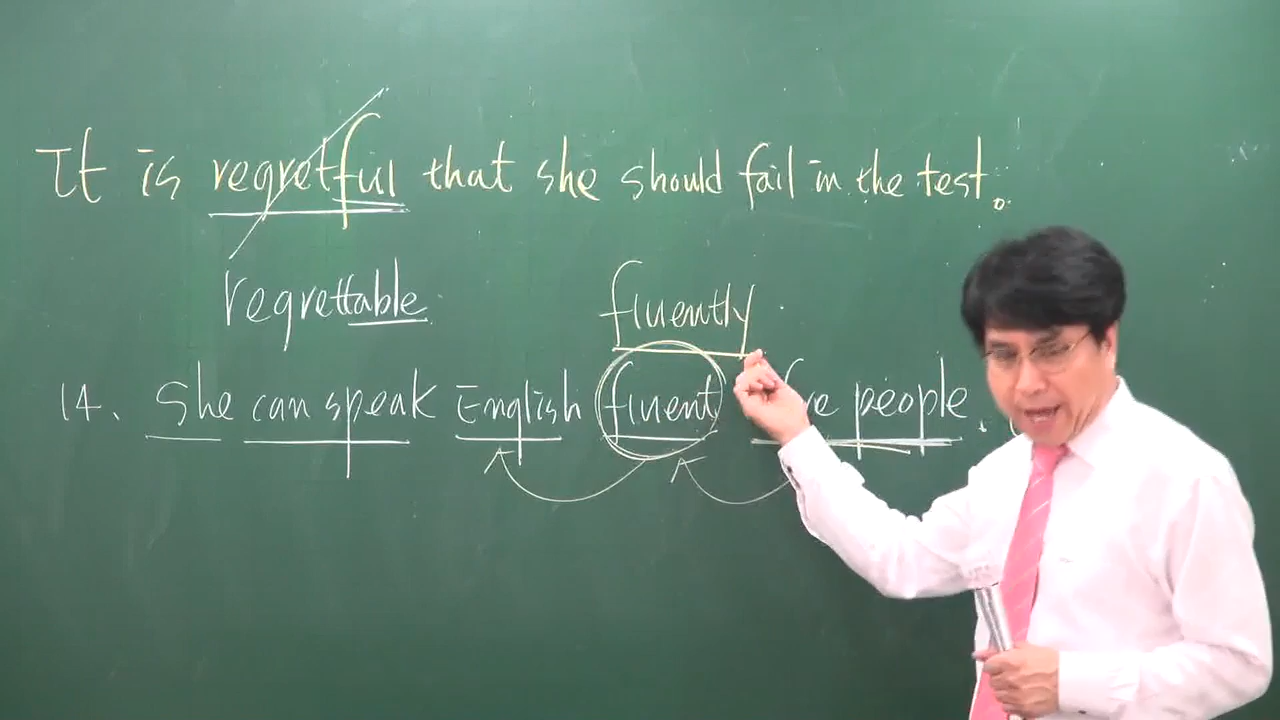 It is regretful that she should fail in the test.
regrettable
fluently
14. She can speak English fluent people.